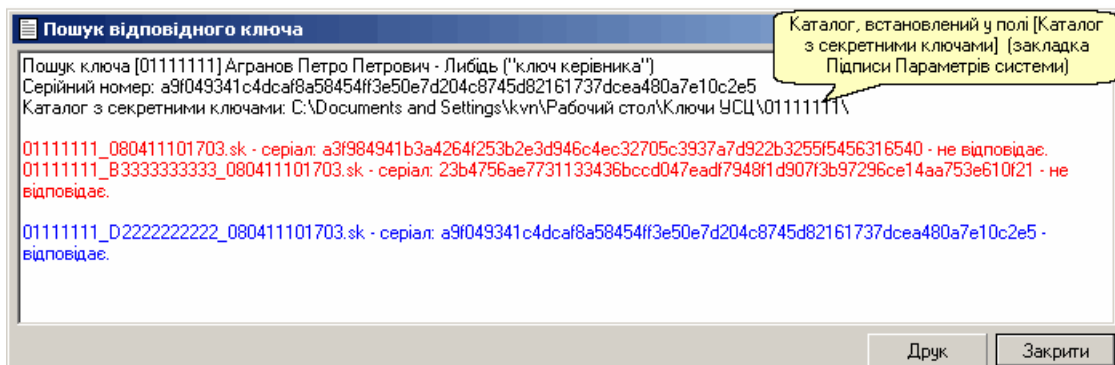 Пошук відповідного ключа
Каталог, встановлений у полі [Каталог
з секретними ключами] (закладка
Підписи Параметрів системи)
Пошук ключа [01111111] Агранов Петро Петрович - Либідь ("ключ керівника")
Серійний номер: a9f049341c4dcaf8a58454ff3e50e7d204c8745d82161737dcea480a7e10c2e5
Каталог з секретними ключами: C:\Documents and Settings\kvn\Рабочий стол\Ключи УСЦ\01111111\
01111111_080411101703.sk - серіал: a3f984941b3a4264f253b2e3d946c4ec32705c3937a7d922b3255f5456316540 - не відповідає.
01111111_B3333333333_080411101703.sk - серіал: 23b4756ae7731133436bccd047eadf7948f1d907f3b97296ce14aa753e610f21 - не
відповідає.
01111111_D2222222222_080411101703.sk - серіал: a9f049341c4dcaf8a58454ff3e50e7d204c8745d82161737dcea480a7e10c2e5 -
відповідає.
Друк
Закрити